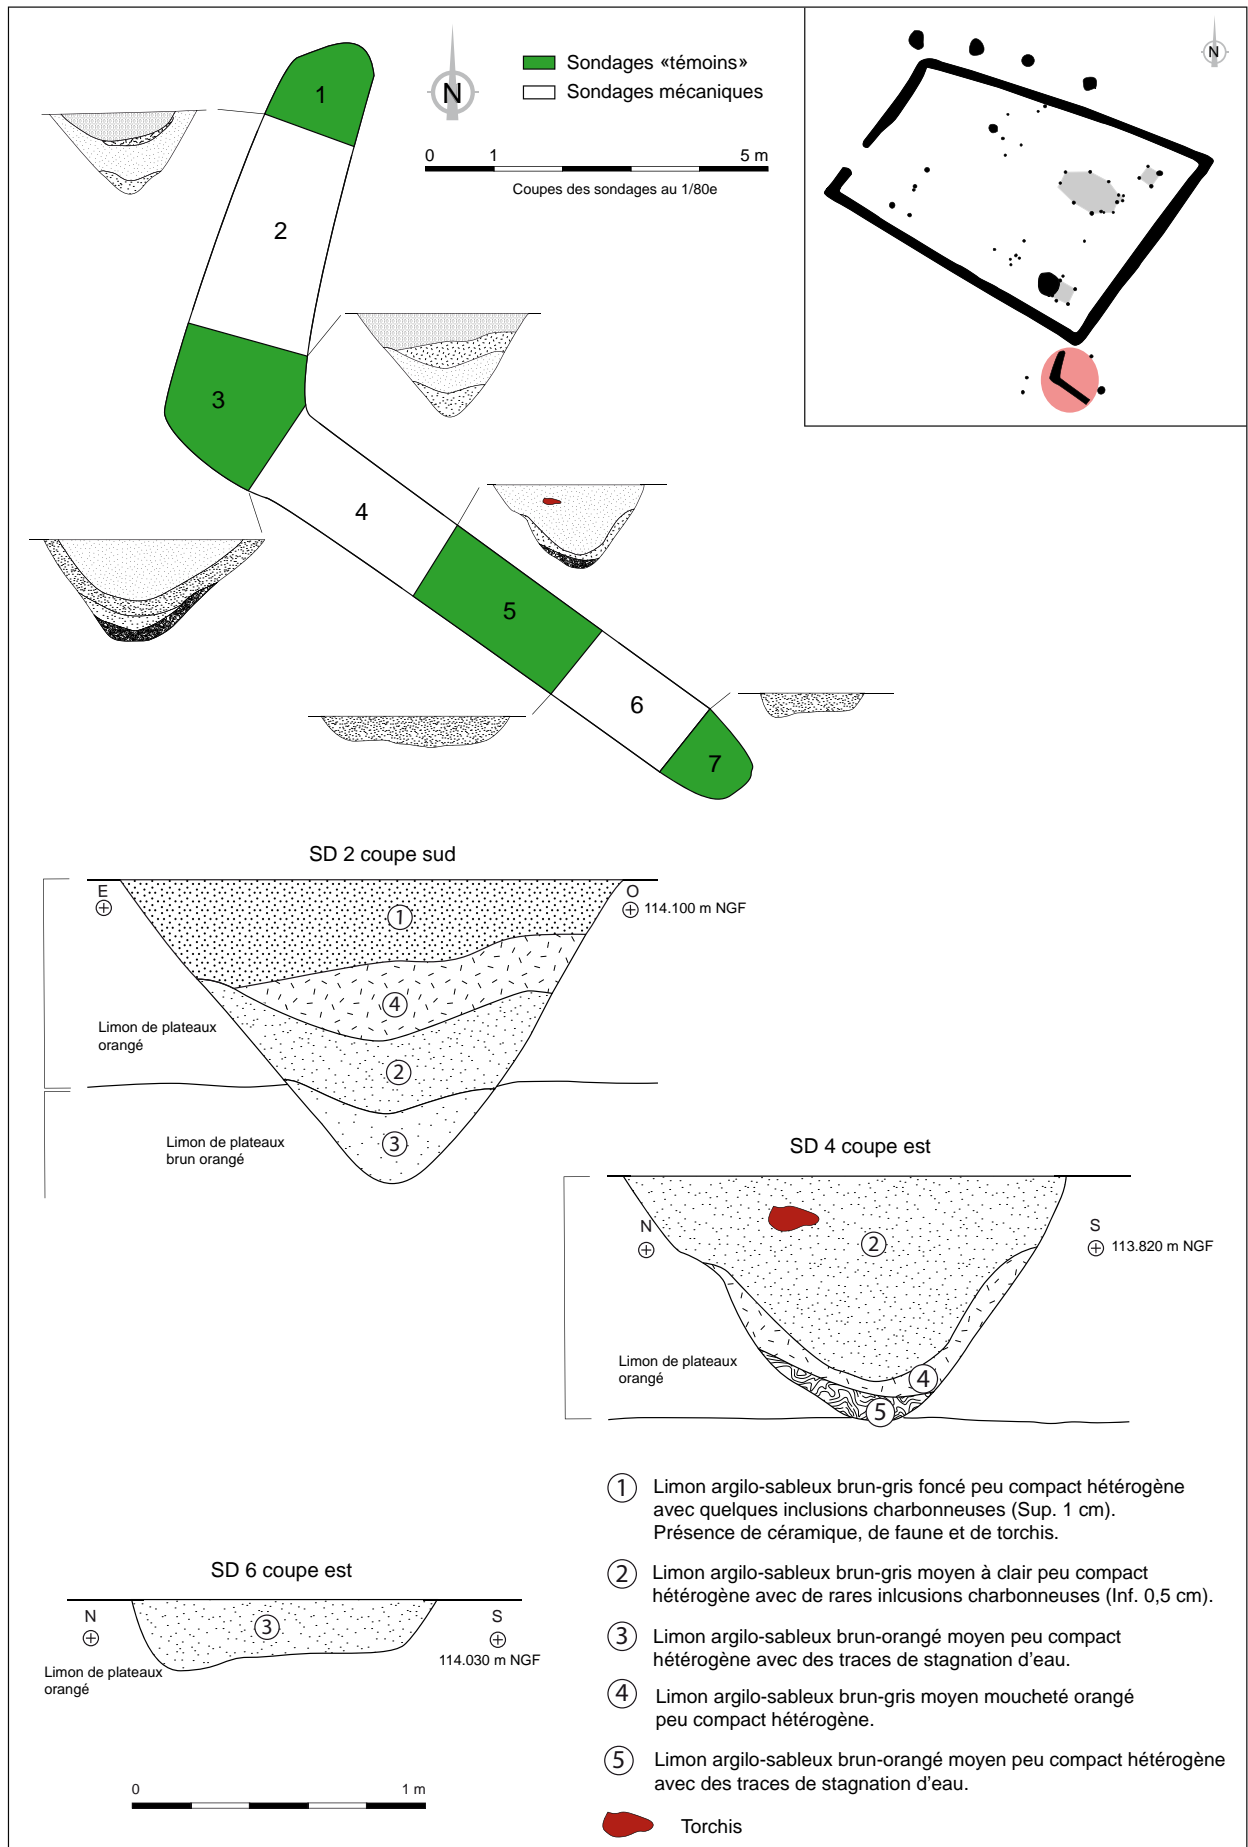 N
Sondages «témoins»
Sondages mécaniques
0 1 5 m
Coupes des sondages au 1/80e
N
1
2
3
4
5
6
7
SD 2 coupe sud
E
O
114.100 m NGF
1
4
2
3
Limon de plateaux
orangé
Limon de plateaux
brun orangé
SD 4 coupe est
N
S
113.820 m NGF
2
4
5
Limon de plateaux
orangé
SD 6 coupe est
N
S
114.030 m NGF
3
Limon de plateaux
orangé
0 1 m
1 Limon argilo-sableux brun-gris foncé peu compact hétérogène
avec quelques inclusions charbonneuses (Sup. 1 cm).
Présence de céramique, de faune et de torchis.
2 Limon argilo-sableux brun-gris moyen à clair peu compact
hétérogène avec de rares inlcusions charbonneuses (Inf. 0,5 cm).
3 Limon argilo-sableux brun-orangé moyen peu compact
hétérogène avec des traces de stagnation d'eau.
4 Limon argilo-sableux brun-gris moyen moucheté orangé
peu compact hétérogène.
5 Limon argilo-sableux brun-orangé moyen peu compact hétérogène
avec des traces de stagnation d'eau.
Torchis